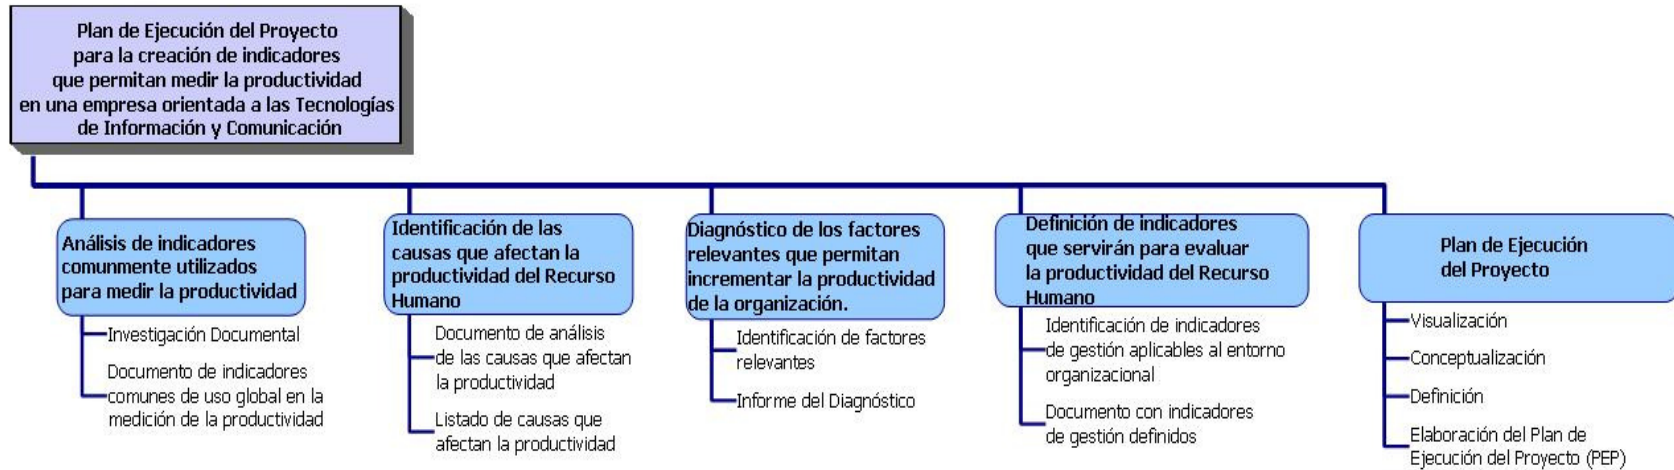 Plan de Ejecución del Proyecto
para la creación de indicadores
que permitan medir la productividad
en una empresa orientada a las Tecnologías
de Información y Comunicación
Análisis de indicadores
comunmente utilizados
para medir la productividad
Investigación Documental
Documento de indicadores
comunes de uso global en la
medición de la productividad
Identificación de las
causas que afectan la
productividad del Recurso
Humano
Documento de análisis
de las causas que afectan
la productividad
Listado de causas que
afectan la productividad
Diagnóstico de los factores
relevantes que permitan
incrementar la productividad
de la organización.
Identificación de factores
relevantes
Informe del Diagnóstico
Definición de indicadores
que servirán para evaluar
la productividad del Recurso
Humano
Identificación de indicadores
de gestión aplicables al entorno
organizacional
Documento con indicadores
de gestión definidos
Plan de Ejecución
del Proyecto
Visualización
Conceptualización
Definición
Elaboración del Plan de
Ejecución del Proyecto (PEP)